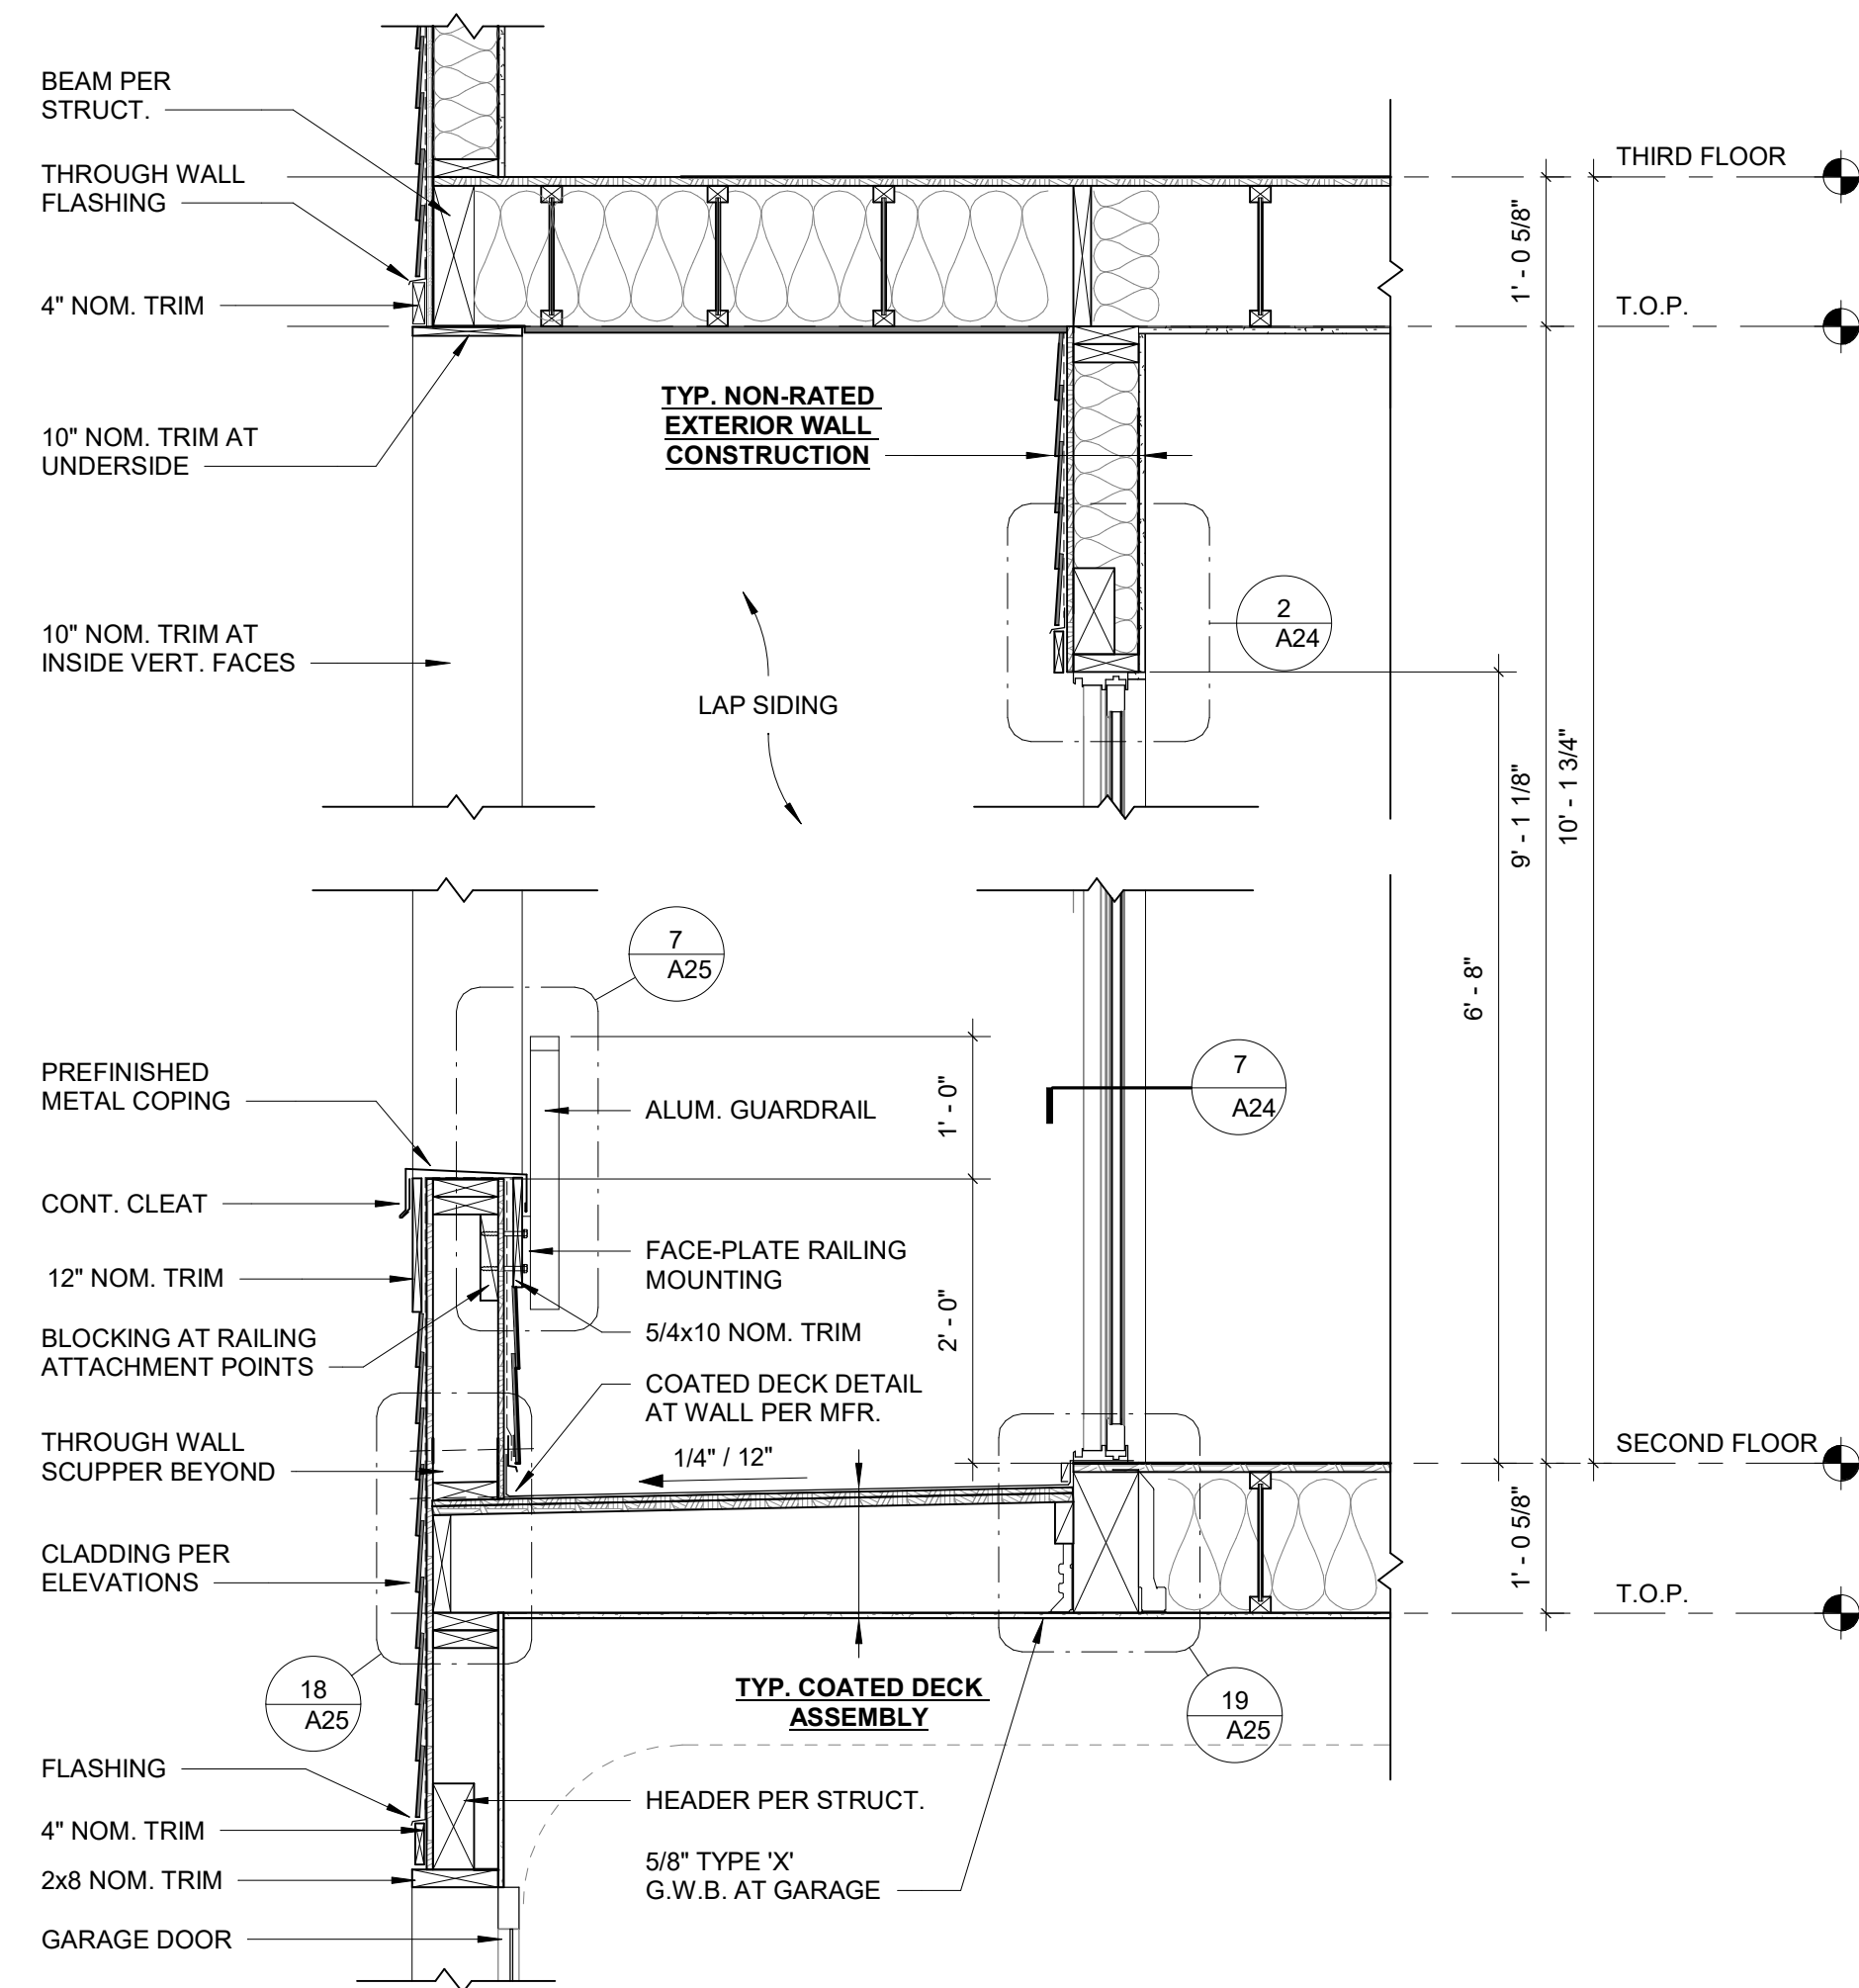 BEAM PER
STRUCT.
THROUGH WALL
FLASHING
4" NOM. TRIM
10" NOM. TRIM AT
UNDERSIDE
10" NOM. TRIM AT
INSIDE VERT. FACES
TYP. NON-RATED
EXTERIOR WALL
CONSTRUCTION
LAP SIDING
2
A24
THIRD FLOOR
1' - 0 5/8"
T.O.P.
9' - 1 1/8"
10' - 1 3/4"
6' - 8"
7
A25
PREFINISHED
METAL COPING
CONT. CLEAT
12" NOM. TRIM
BLOCKING AT RAILING
ATTACHMENT POINTS
THROUGH WALL
SCUPPER BEYOND
CLADDING PER
ELEVATIONS
ALUM. GUARDRAIL
FACE-PLATE RAILING
MOUNTING
5/4x10 NOM. TRIM
COATED DECK DETAIL
AT WALL PER MFR.
1/4" / 12"
1' - 0"
2' - 0"
7
A24
SECOND FLOOR
1' - 0 5/8"
T.O.P.
18
A25
TYP. COATED DECK
ASSEMBLY
19
A25
FLASHING
4" NOM. TRIM
2x8 NOM. TRIM
GARAGE DOOR
HEADER PER STRUCT.
5/8" TYPE 'X'
G.W.B. AT GARAGE